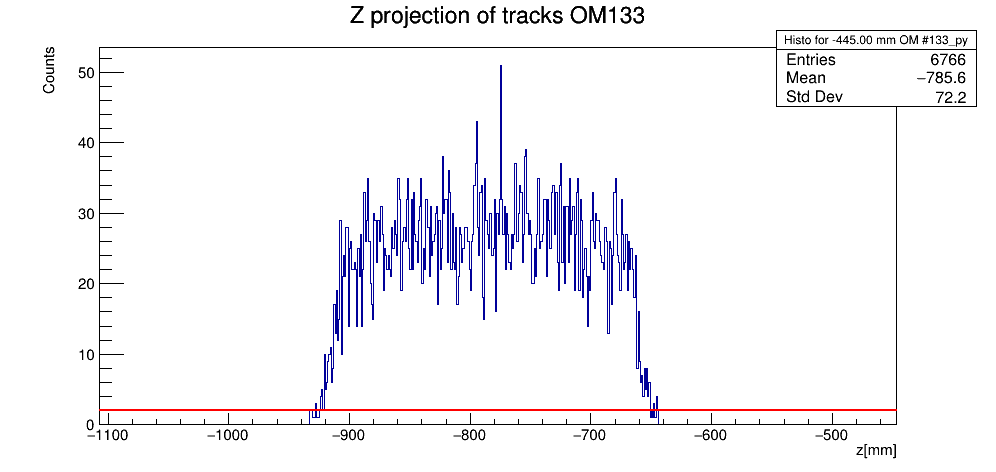 Z projection of tracks OM133
Histo for -445.00 mm OM #133_py
Entries 6766
Mean −785.6
Std Dev 72.2
Counts
50
40
30
20
10
0
−1100 −1000 −900 −800 −700 −600 −500
z[mm]